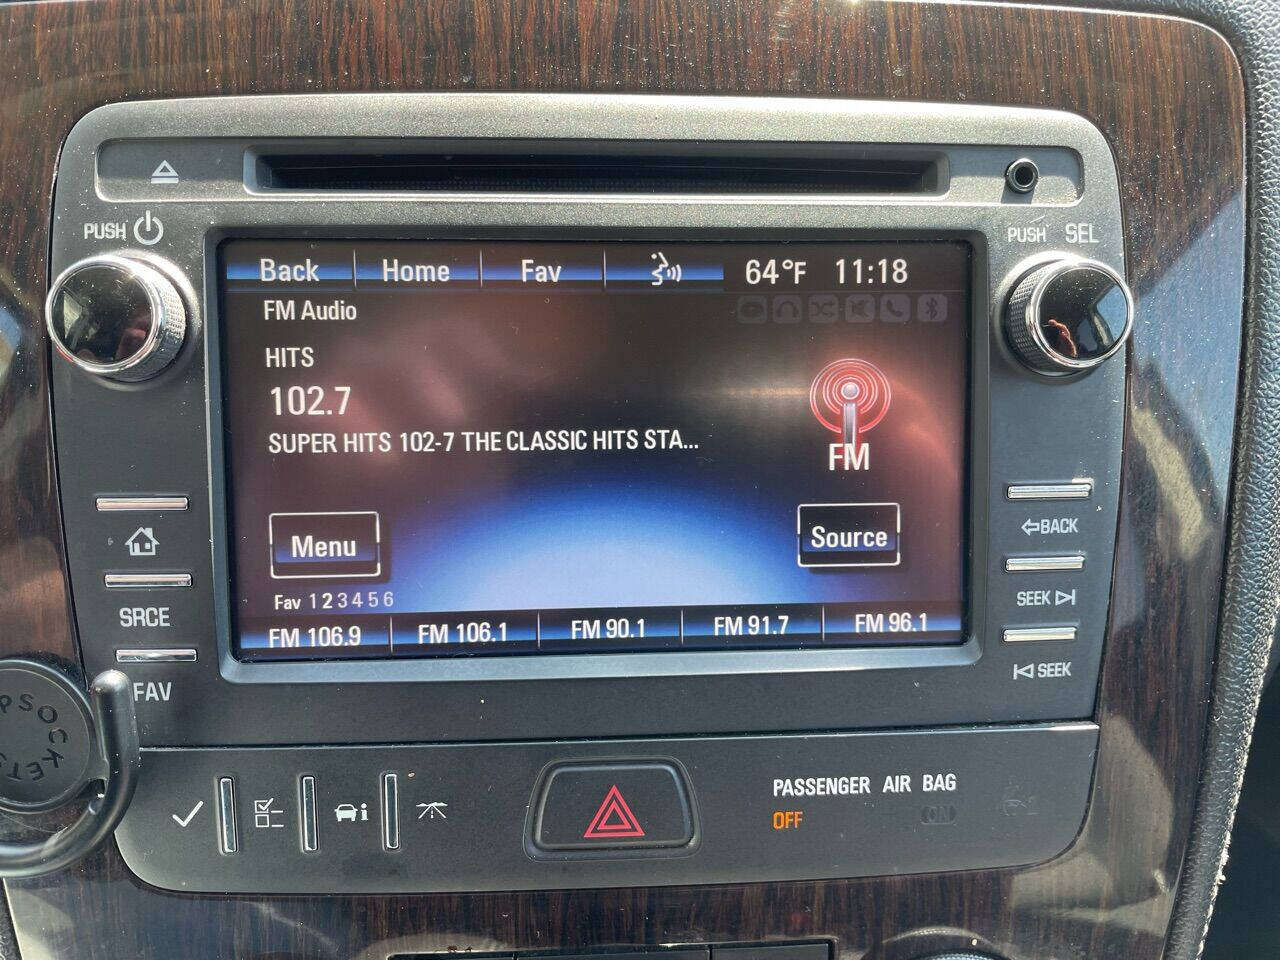 PUSH
PUSH SEL
Back Home Fav 64°F 11:18
FM Audio
HITS
102.7
SUPER HITS 102-7 THE CLASSIC HITS STA...
FM
Menu
Source
Fav 1 2 3 4 5 6
FM 106.9 FM 106.1 FM 90.1 FM 91.7 FM 96.1
SRCE
FAV
BACK
SEEK
SEEK
POPSOCKETS
PASSENGER AIR BAG
OFF ON